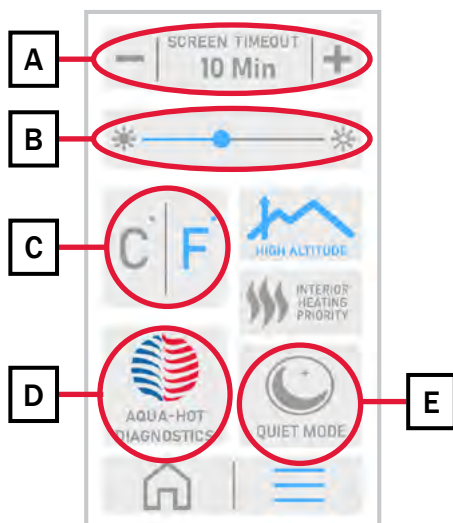 A
SCREEN TIMEOUT
10 Min
B
C
C° F°
HIGH ALTITUDE
INTERIOR
HEATING
PRIORITY
D
AQUA-HOT
DIAGNOSTICS
QUIET MODE
E